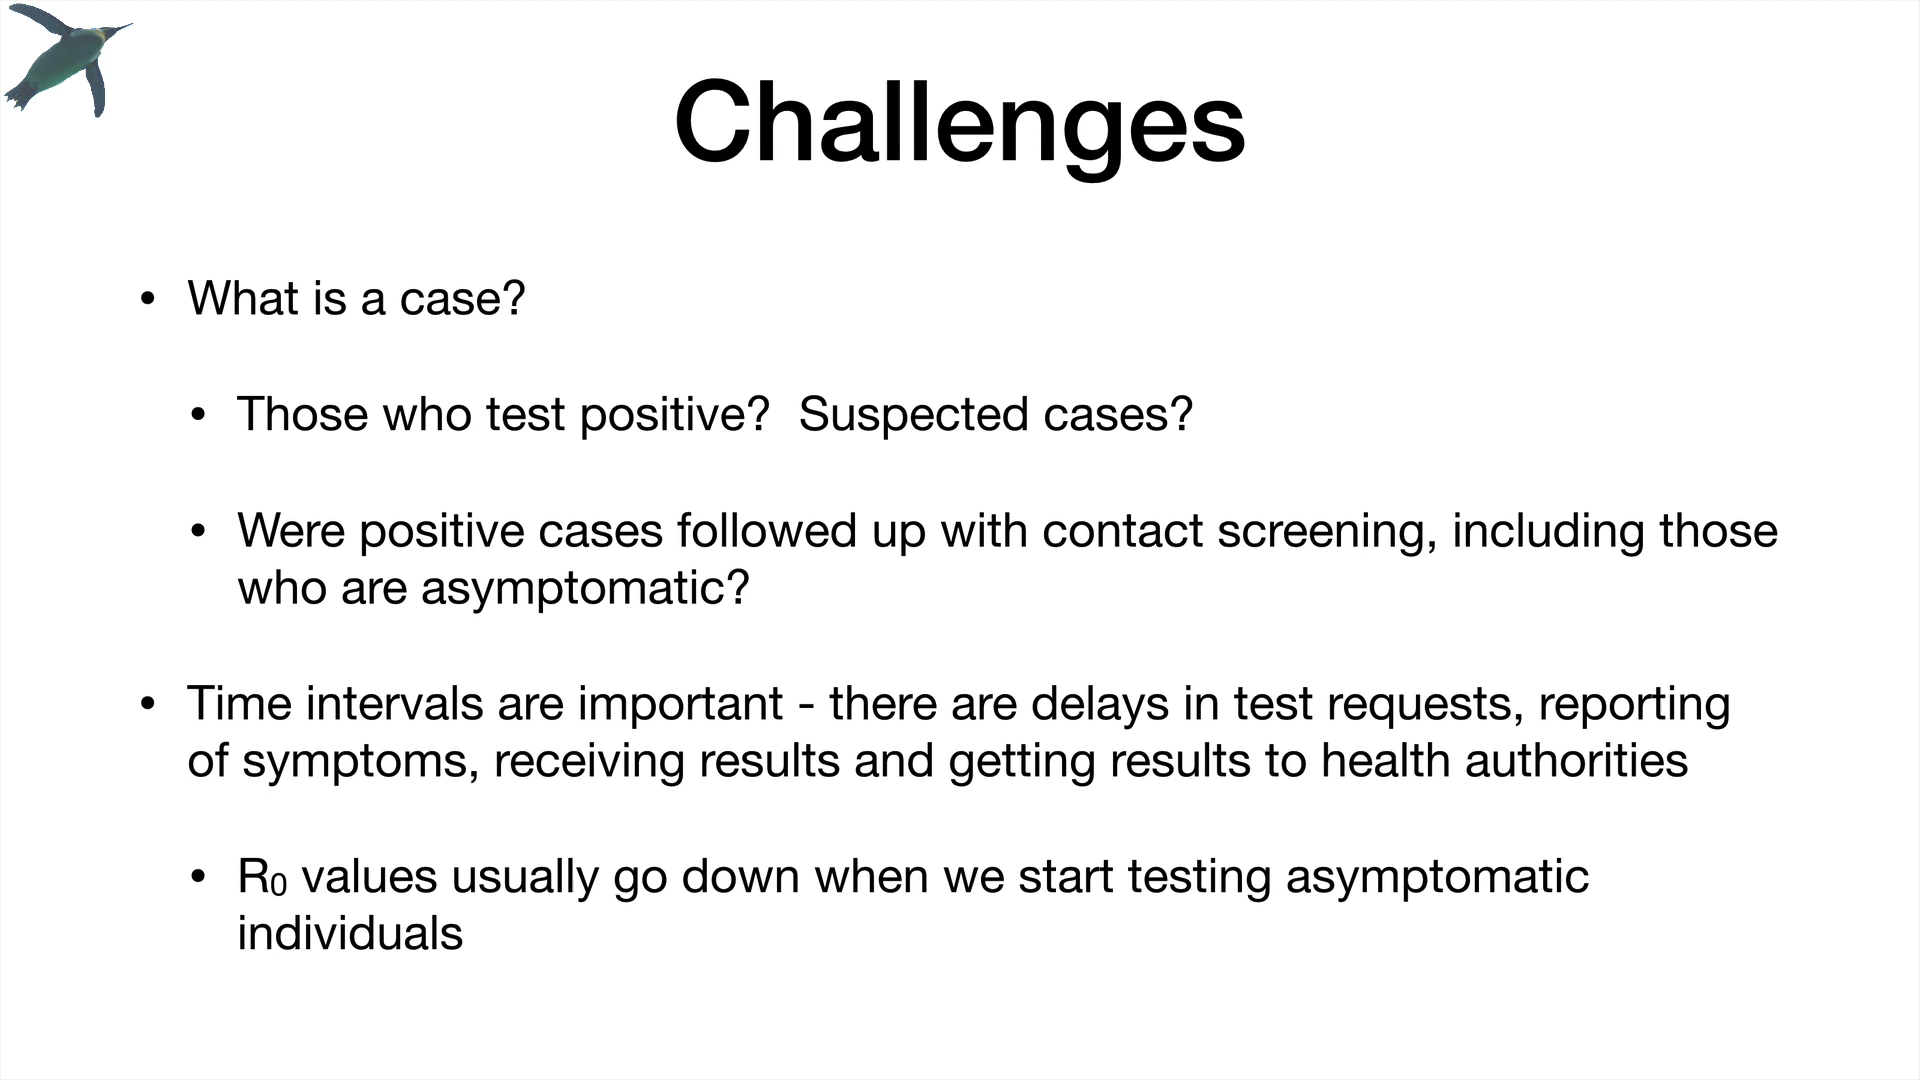 Challenges
• What is a case?
• Those who test positive?  Suspected cases?
• Were positive cases followed up with contact screening, including those
who are asymptomatic?
• Time intervals are important - there are delays in test requests, reporting
of symptoms, receiving results and getting results to health authorities
• R₀ values usually go down when we start testing asymptomatic
individuals